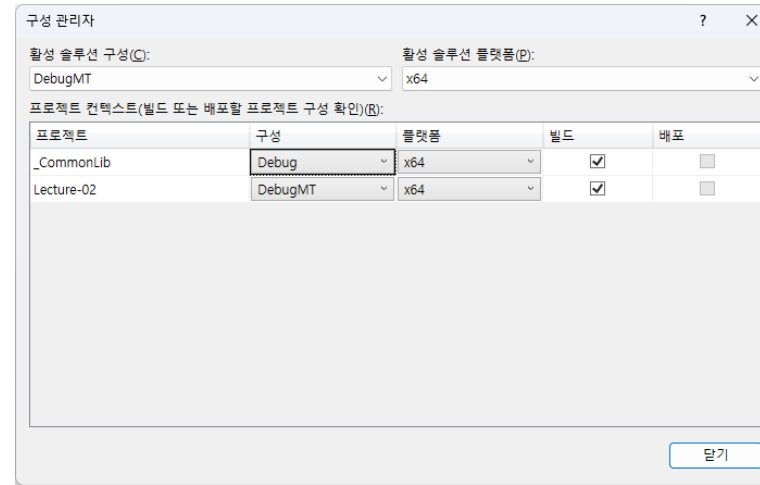 구성 관리자
활성 솔루션 구성(C): 활성 솔루션 플랫폼(P):
DebugMT x64
프로젝트 컨텍스트(빌드 또는 배포할 프로젝트 구성 확인)(R):
프로젝트 구성 플랫폼 빌드 배포
_CommonLib Debug x64
Lecture-02 DebugMT x64
닫기